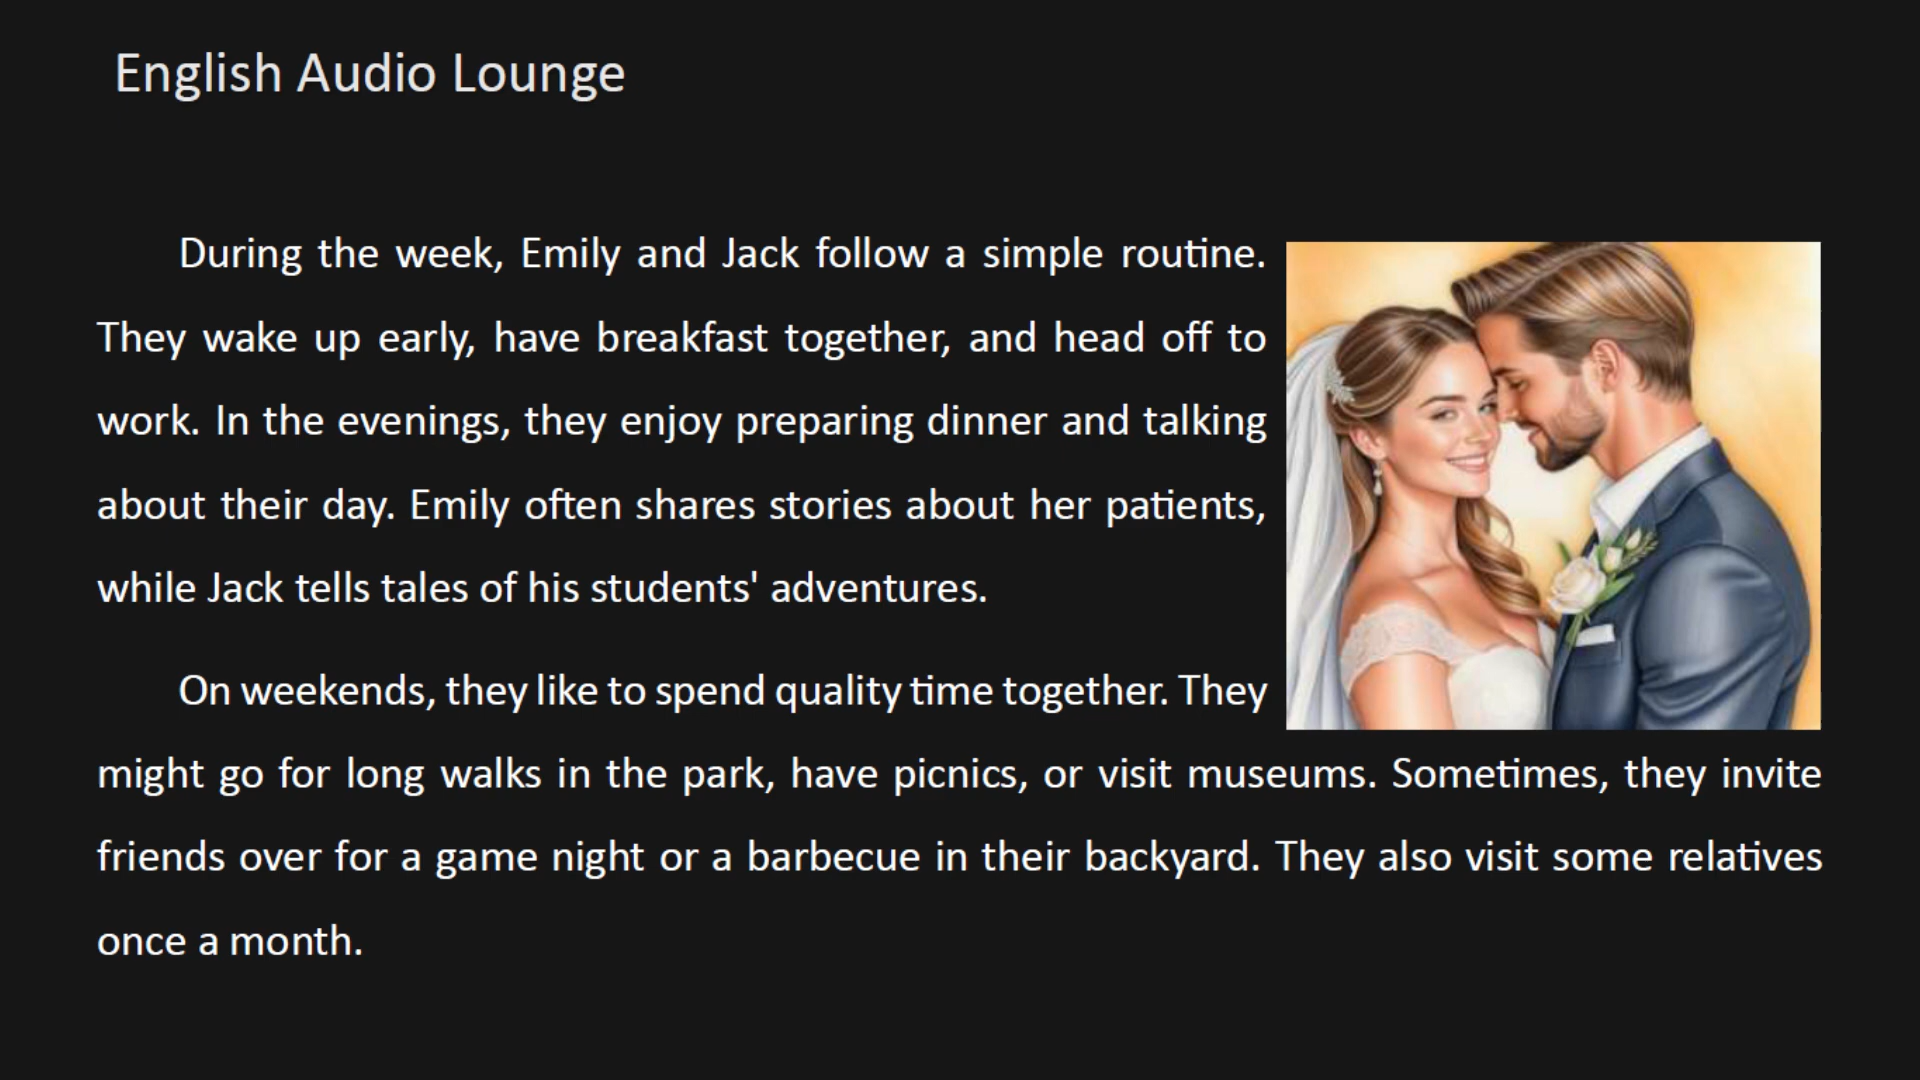 English Audio Lounge
During the week, Emily and Jack follow a simple routine.
They wake up early, have breakfast together, and head off to
work. In the evenings, they enjoy preparing dinner and talking
about their day. Emily often shares stories about her patients,
while Jack tells tales of his students' adventures.
On weekends, they like to spend quality time together. They
might go for long walks in the park, have picnics, or visit museums. Sometimes, they invite
friends over for a game night or a barbecue in their backyard. They also visit some relatives
once a month.